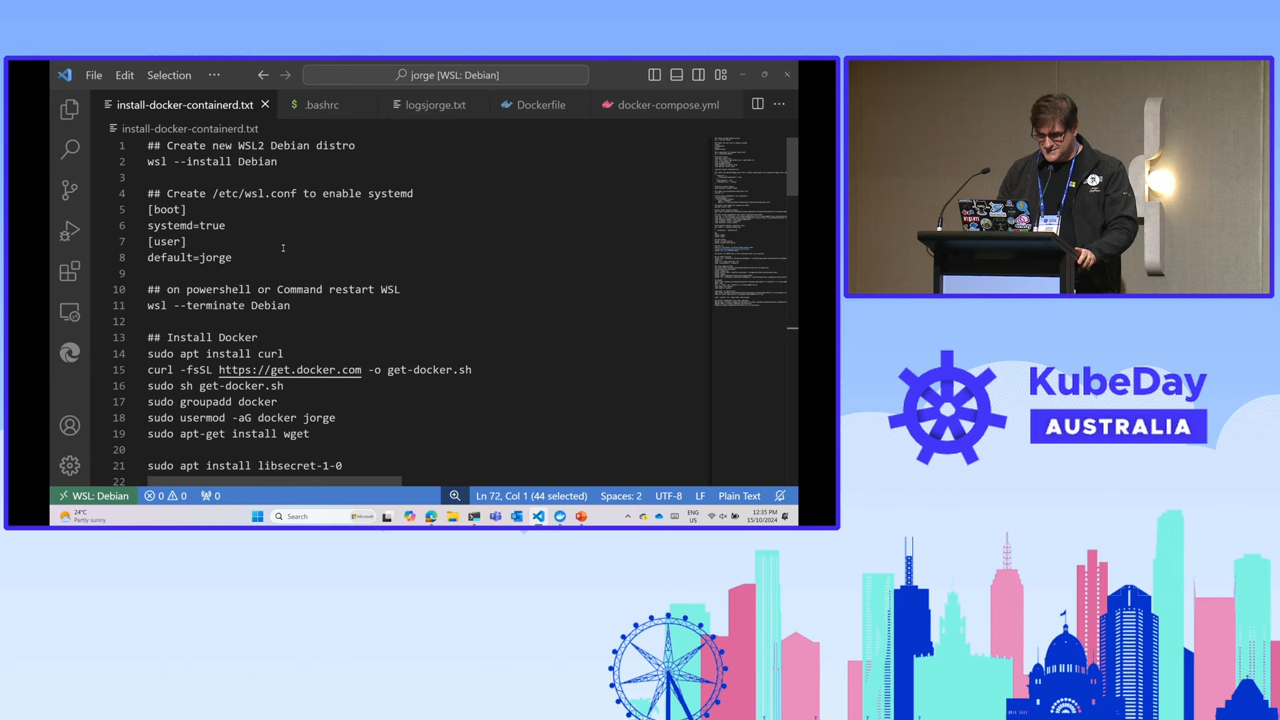 File Edit Selection ··· jorge [WSL: Debian]
install-docker-containerd.txt .bashrc logsjorge.txt Dockerfile docker-compose.yml
install-docker-containerd.txt
1 ## Create new WSL2 Debian distro
2 wsl --install Debian
3
4 ## Create /etc/wsl.conf to enable systemd
5 [boot]
6 systemd=true
7 [user]
8 default=jorge
9
10 ## on powershell or Command restart WSL
11 wsl --terminate Debian
12
13 ## Install Docker
14 sudo apt install curl
15 curl -fsSL https://get.docker.com -o get-docker.sh
16 sudo sh get-docker.sh
17 sudo groupadd docker
18 sudo usermod -aG docker jorge
19 sudo apt-get install wget
20
21 sudo apt install libsecret-1-0
22
WSL: Debian 0 0 0 Ln 72, Col 1 (44 selected) Spaces: 2 UTF-8 LF Plain Text
24°C
Partly sunny
Search
ENG
US
12:35 PM
15/10/2024
KubeDay
AUSTRALIA